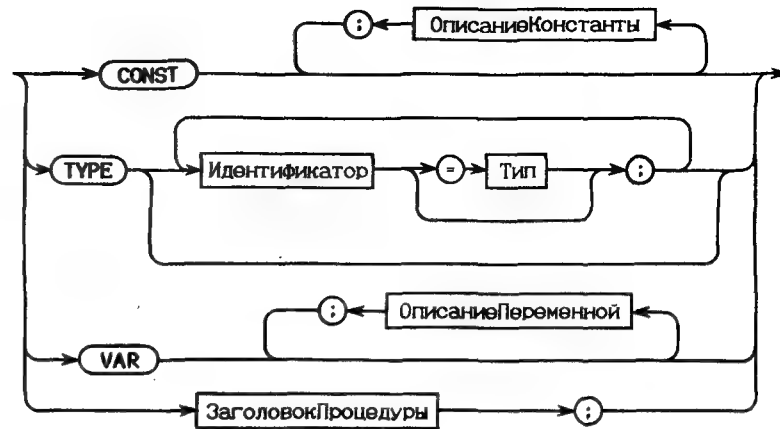 ; ОписаниеКонстанты
CONST
TYPE Идентификатор = Тип ;
; ОписаниеПеременной
VAR
ЗаголовокПроцедуры ;